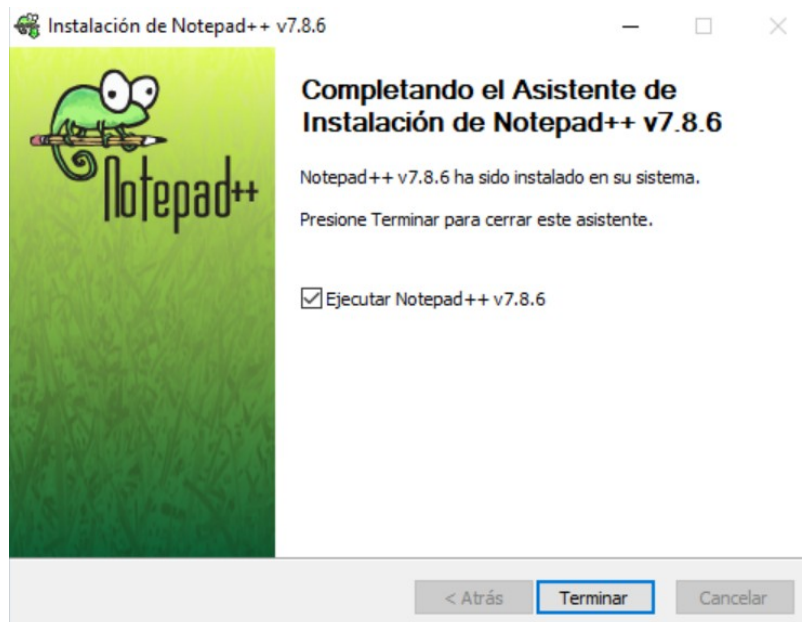 Instalación de Notepad++ v7.8.6
Notepad++
Completando el Asistente de
Instalación de Notepad++ v7.8.6
Notepad++ v7.8.6 ha sido instalado en su sistema.
Presione Terminar para cerrar este asistente.
Ejecutar Notepad++ v7.8.6
< Atrás
Terminar
Cancelar